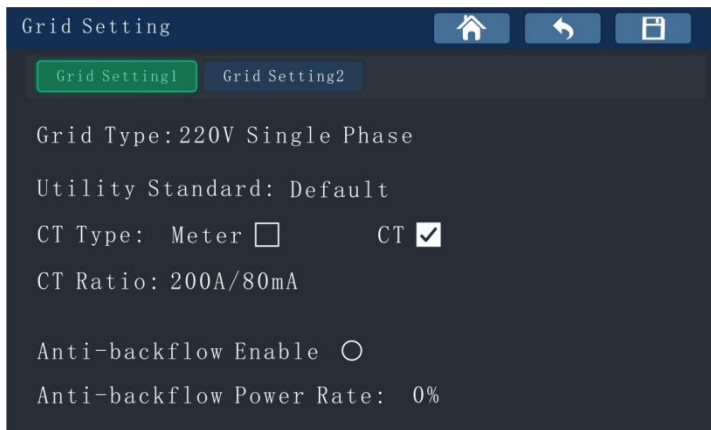 Grid Setting
Grid Setting1 Grid Setting2
Grid Type:220V Single Phase
Utility Standard: Default
CT Type: Meter CT
CT Ratio: 200A/80mA
Anti-backflow Enable
Anti-backflow Power Rate: 0%